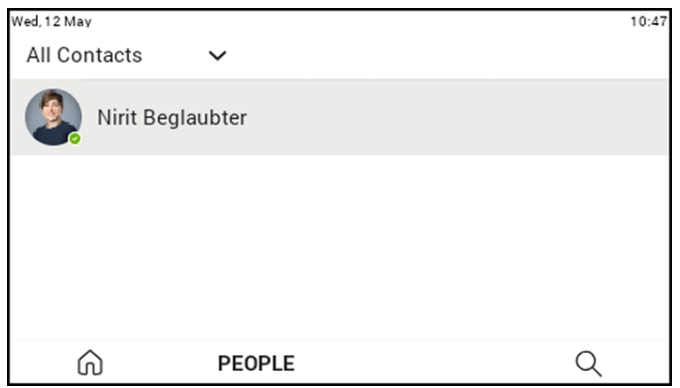 Wed, 12 May 10:47
All Contacts
Nirit Beglaubter
PEOPLE